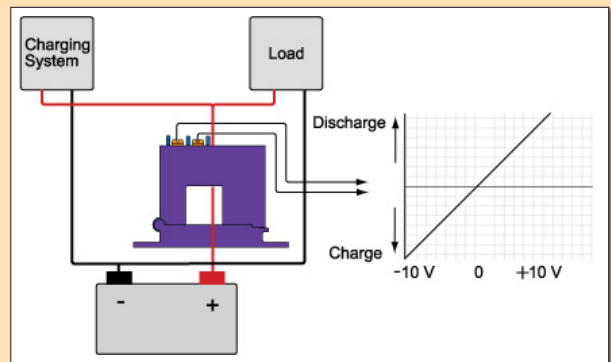 Charging
System
Load
Discharge
Charge
-10 V
0
+10 V
-
+